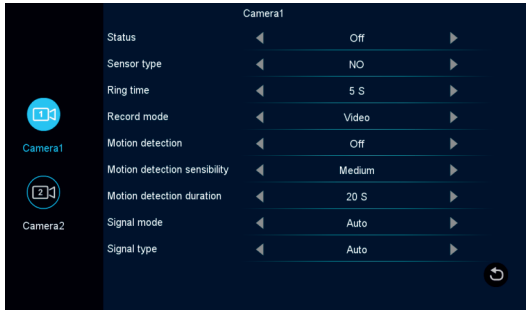 Camera1
Status Off
Sensor type NO
Ring time 5 S
Record mode Video
1
Camera1
Motion detection Off
Motion detection sensibility Medium
2
Motion detection duration 20 S
Camera2
Signal mode Auto
Signal type Auto